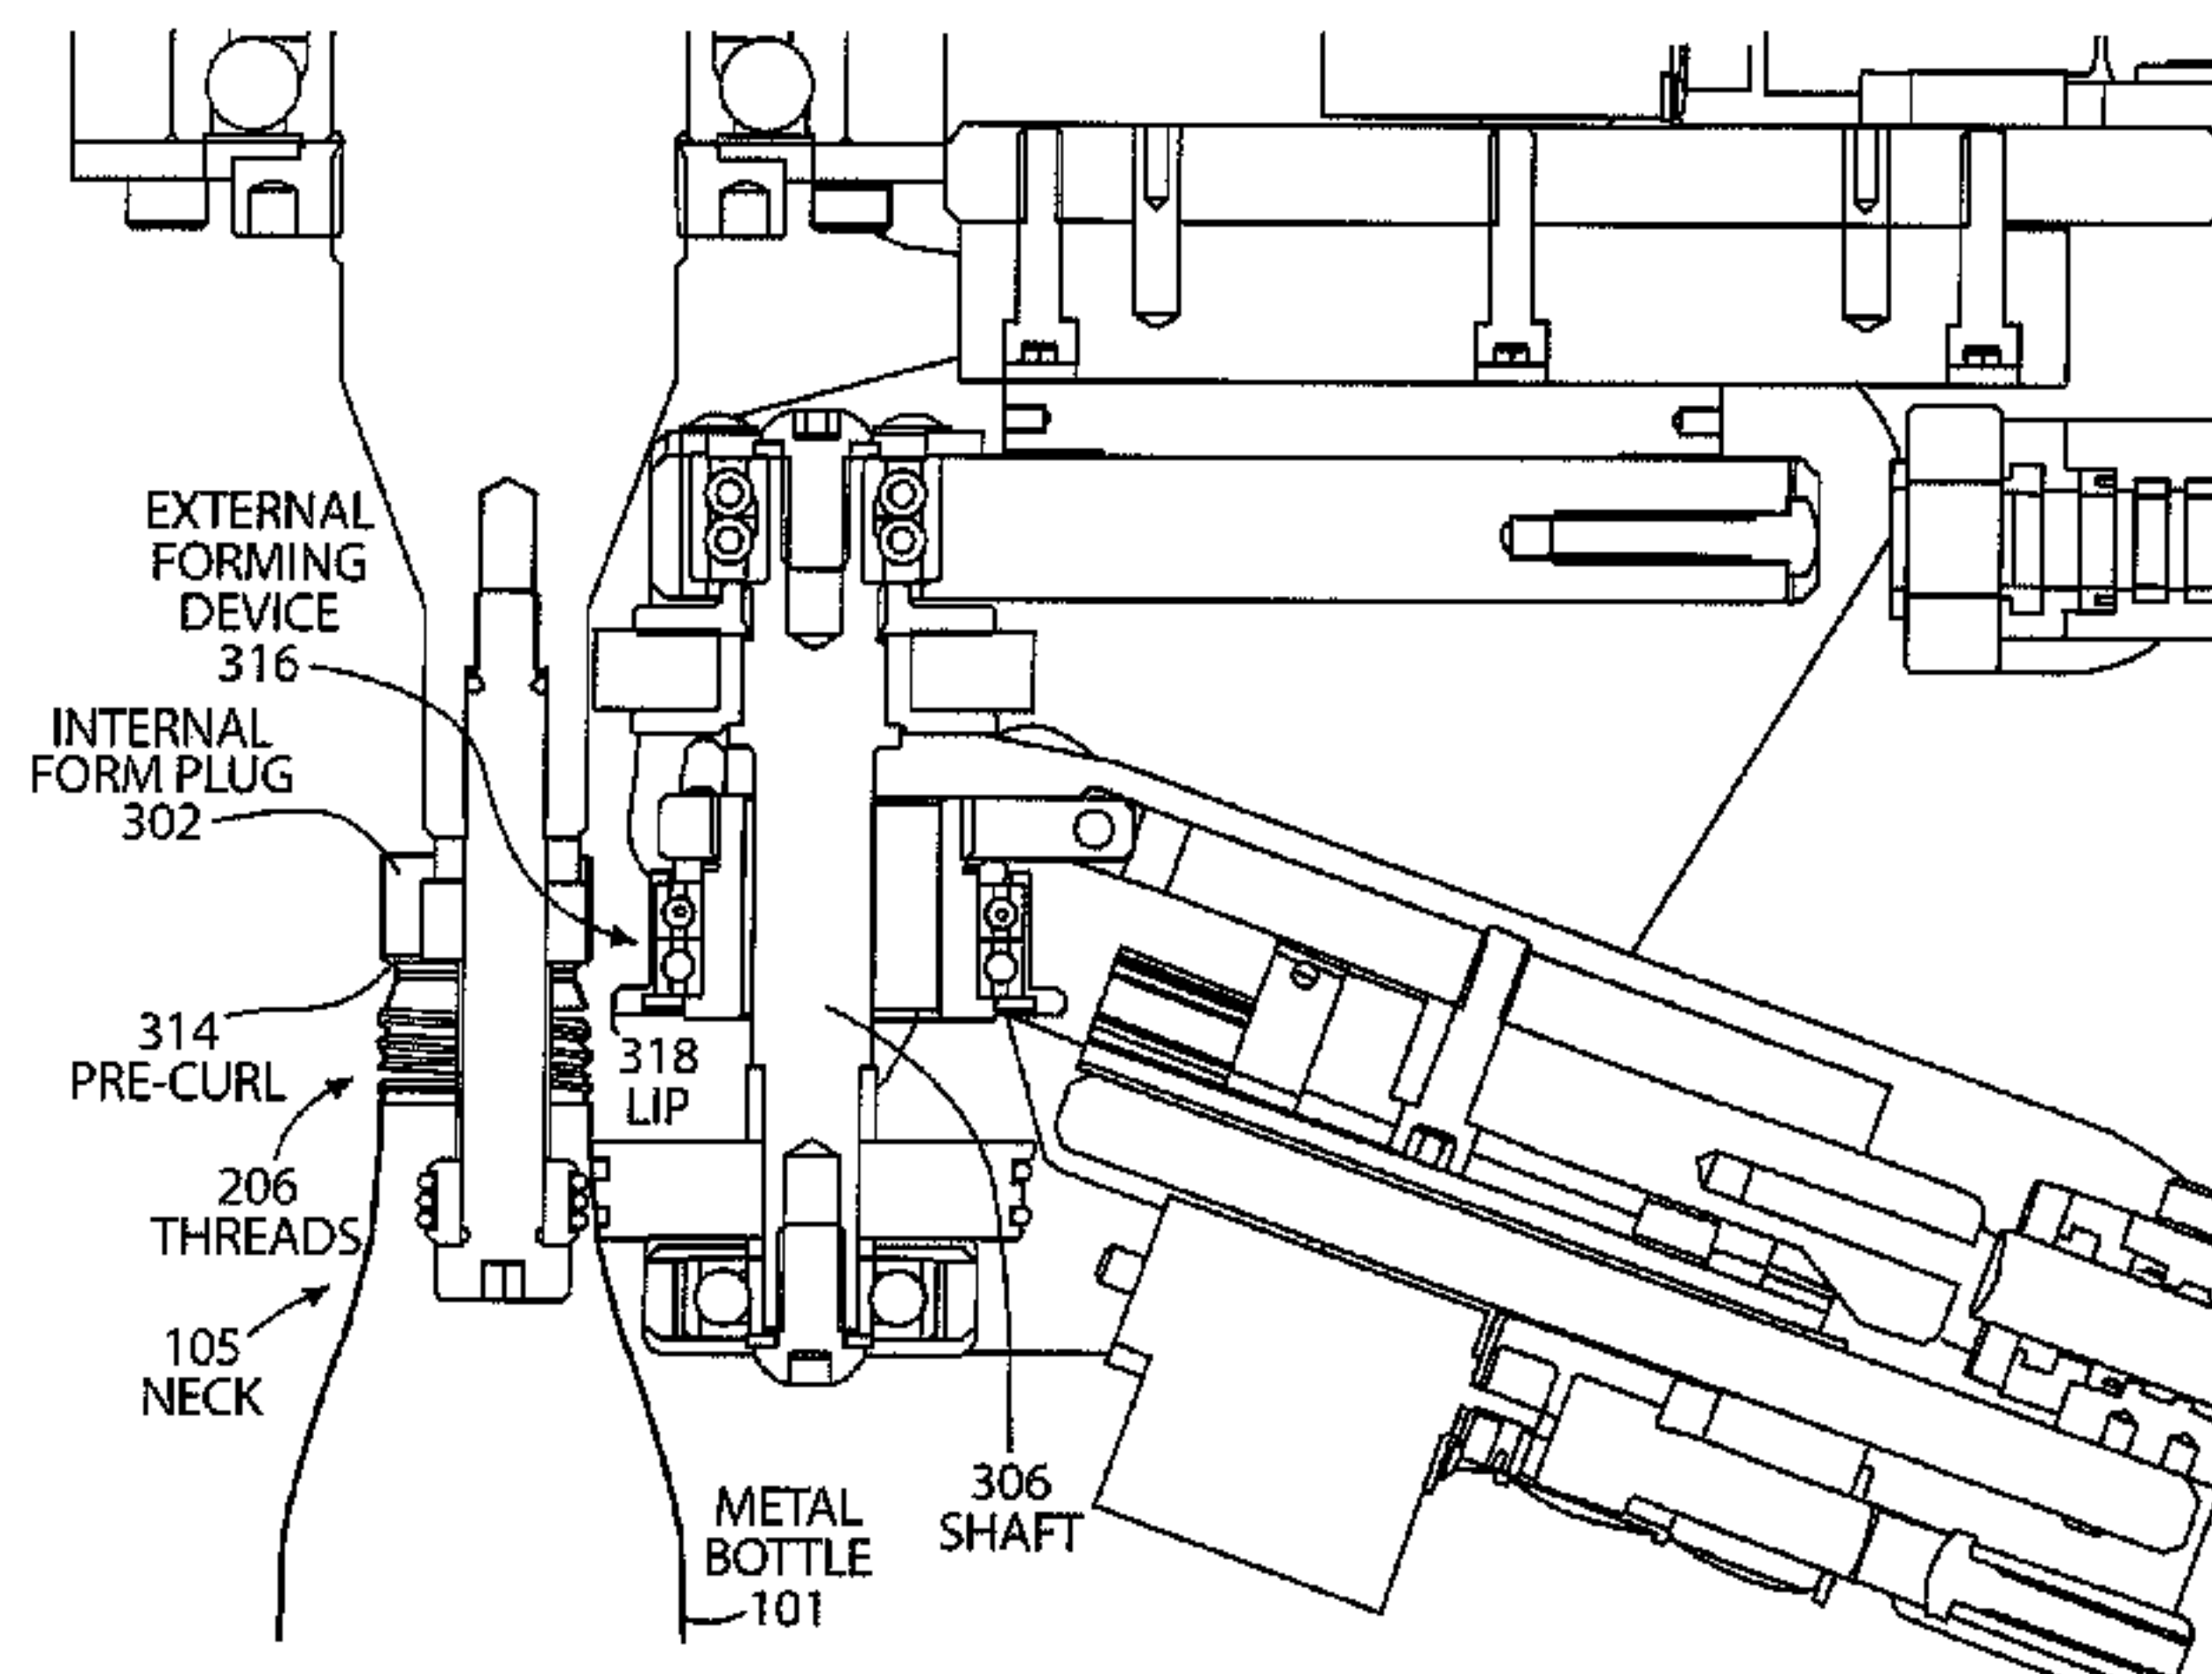 EXTERNAL
FORMING
DEVICE
316
INTERNAL
FORM PLUG
302
314
PRE-CURL
318
LIP
206
THREADS
105
NECK
306
SHAFT
METAL
BOTTLE
101